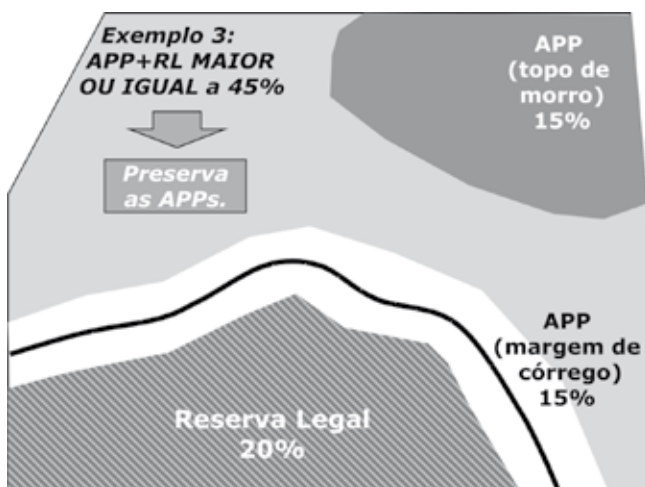 Exemplo 3:
APP+RL MAIOR
OU IGUAL a 45%
Preserva
as APPs.
APP
(topo de
morro)
15%
APP
(margem de
córrego)
15%
Reserva Legal
20%